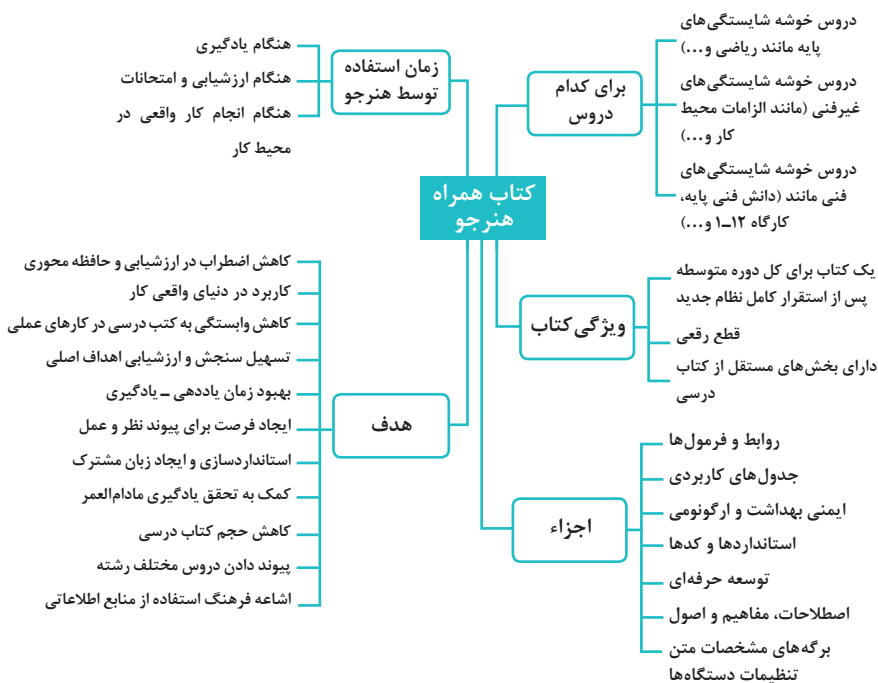 کتاب همراه
هنرجو
برای کدام
دروس
دروس خوشه شایستگی‌های
پایه مانند ریاضی و...)
دروس خوشه شایستگی‌های
غیرفنی (مانند الزامات محیط
کار و...)
دروس خوشه شایستگی‌های
فنی مانند (دانش فنی پایه،
کارگاه ۱۲ـ۱ و...)
ویژگی کتاب
یک کتاب برای کل دوره متوسطه
پس از استقرار کامل نظام جدید
قطع رقعی
دارای بخش‌های مستقل از کتاب
درسی
اجزاء
روابط و فرمول‌ها
جدول‌های کاربردی
ایمنی بهداشت و ارگونومی
استانداردها و کدها
توسعه حرفه‌ای
اصطلاحات، مفاهیم و اصول
برگه‌های مشخصات متن
تنظیمات دستگاه‌ها
زمان استفاده
توسط هنرجو
هنگام یادگیری
هنگام ارزشیابی و امتحانات
هنگام انجام کار واقعی در
محیط کار
هدف
کاهش اضطراب در ارزشیابی و حافظه محوری
کاربرد در دنیای واقعی کار
کاهش وابستگی به کتب درسی در کارهای عملی
تسهیل سنجش و ارزشیابی اهداف اصلی
بهبود زمان یاددهی ـ یادگیری
ایجاد فرصت برای پیوند نظر و عمل
استانداردسازی و ایجاد زبان مشترک
کمک به تحقق یادگیری مادام‌العمر
کاهش حجم کتاب درسی
پیوند دادن دروس مختلف رشته
اشاعه فرهنگ استفاده از منابع اطلاعاتی